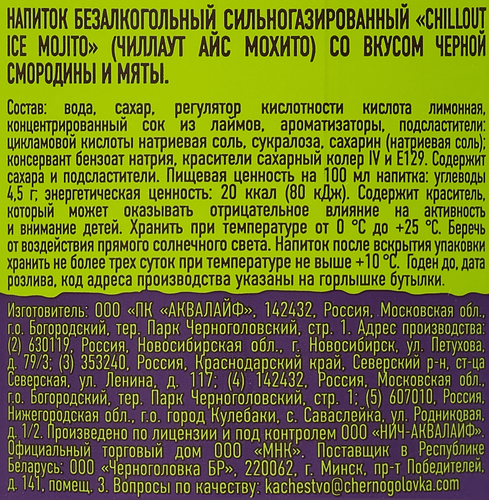 НАПИТОК БЕЗАЛКОГОЛЬНЫЙ СИЛЬНОГАЗИРОВАННЫЙ «CHILLOUT
ICE MOJITO» (ЧИЛЛАУТ АЙС МОХИТО) СО ВКУСОМ ЧЕРНОЙ
СМОРОДИНЫ И МЯТЫ.
Состав: вода, сахар, регулятор кислотности кислота лимонная,
концентрированный сок из лаймов, ароматизаторы, подсластители:
цикламовой кислоты натриевая соль, сукралоза, сахарин (натриевая соль);
консервант бензоат натрия, красители сахарный колер IV и Е129. Содержит
сахара и подсластители. Пищевая ценность на 100 мл напитка: углеводы
4,5 г; энергетическая ценность: 20 ккал (80 кДж). Содержит краситель,
который может оказывать отрицательное влияние на активность
и внимание детей. Хранить при температуре от 0 °С до +25 °С. Беречь
от воздействия прямого солнечного света. Напиток после вскрытия упаковки
хранить не более трех суток при температуре не выше +10 °С. Годен до, дата
розлива, код адреса производства указаны на горлышке бутылки.
Изготовитель: ООО «ПК «АКВАЛАЙФ», 142432, Россия, Московская обл.,
г.о. Богородский, тер. Парк Черноголовский, стр. 1. Адрес производства:
(2) 630119, Россия, Новосибирская обл., г. Новосибирск, ул. Петухова,
д. 79/3; (3) 353240, Россия, Краснодарский край, Северский р-н, ст-ца
Северская, ул. Ленина, д. 117; (4) 142432, Россия, Московская обл.,
г.о. Богородский, тер. Парк Черноголовский, стр. 1; (5) 607010, Россия,
Нижегородская обл., г.о. город Кулебаки, с. Саваслейка, ул. Родниковая,
д. 1/2. Произведено по лицензии и под контролем ООО «НИЧ-АКВАЛАЙФ».
Официальный торговый дом ООО «МНК». Поставщик в Республике
Беларусь: ООО «Черноголовка БР», 220062, г. Минск, пр-т Победителей,
д. 141, помещ. 3. Вопросы по качеству: kachestvo@chernogolovka.com